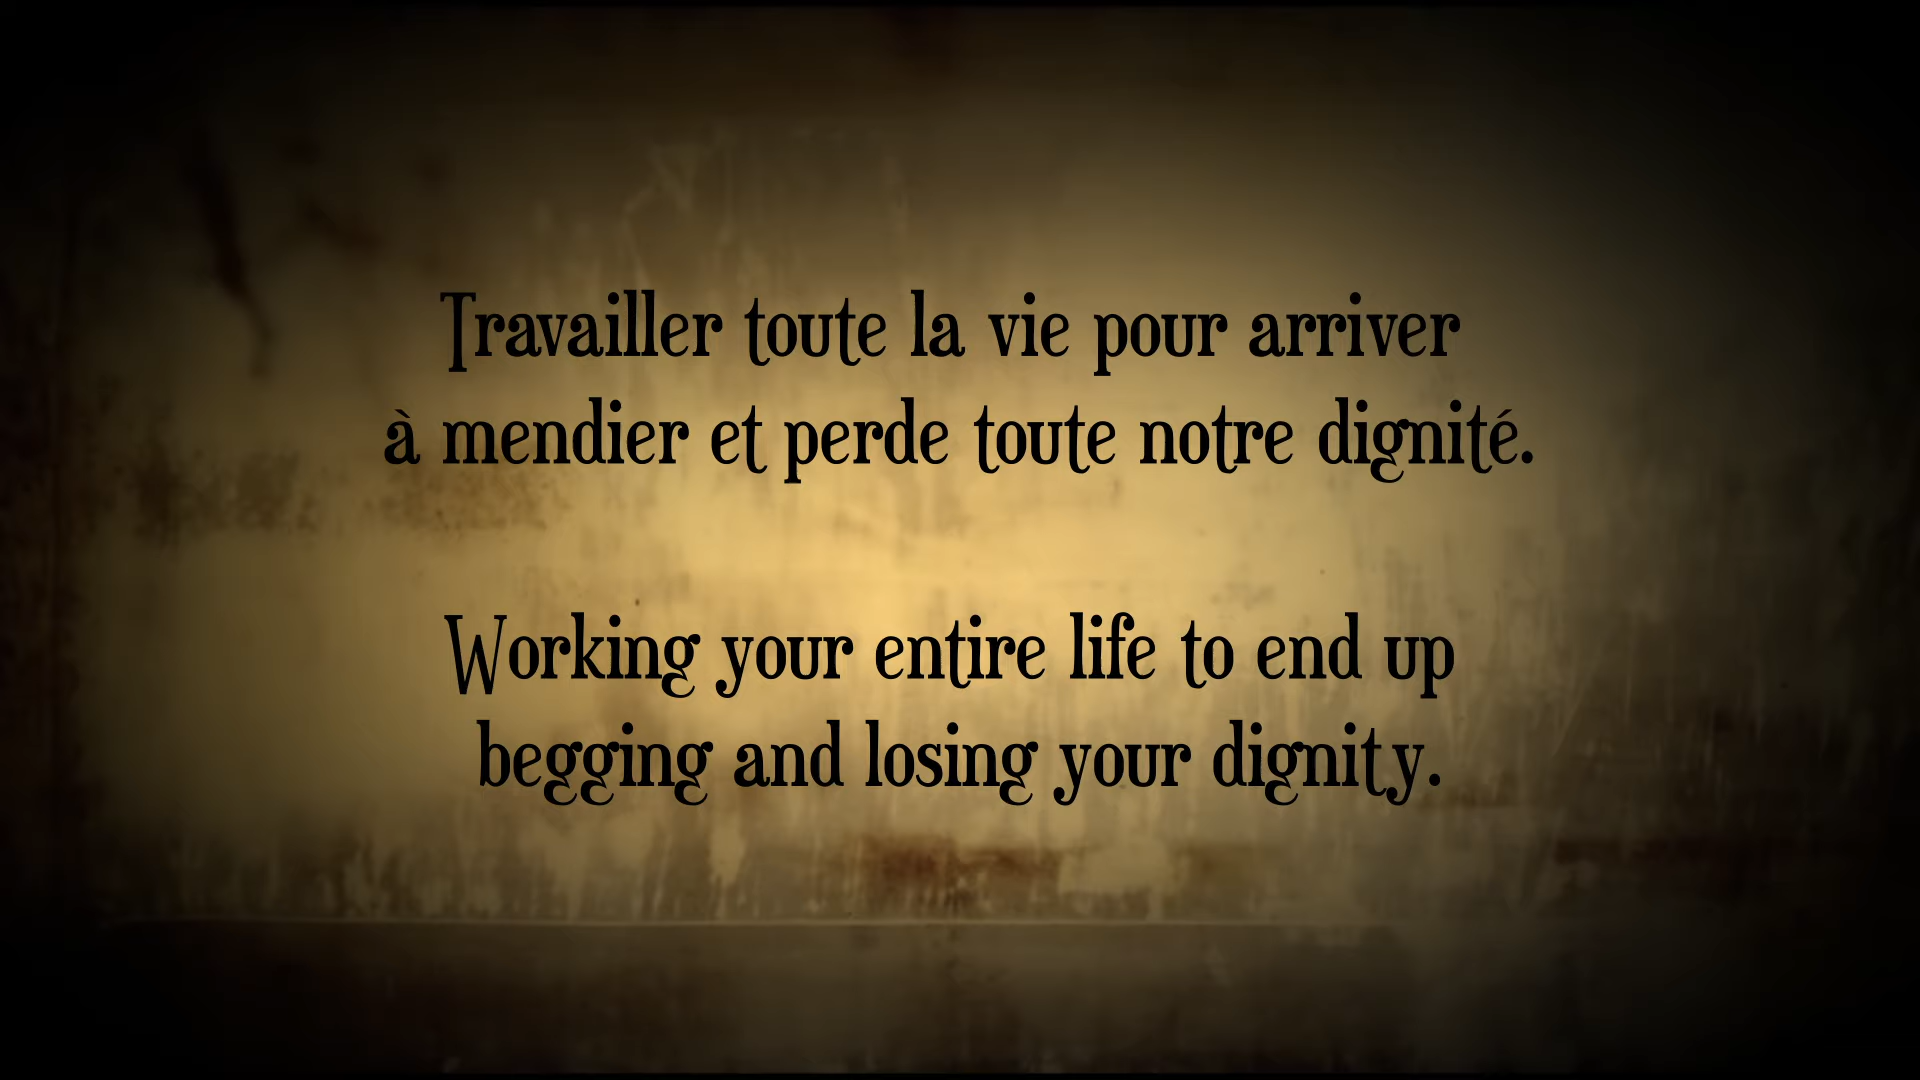 Travailler toute la vie pour arriver
à mendier et perde toute notre dignité.
Working your entire life to end up
begging and losing your dignity.